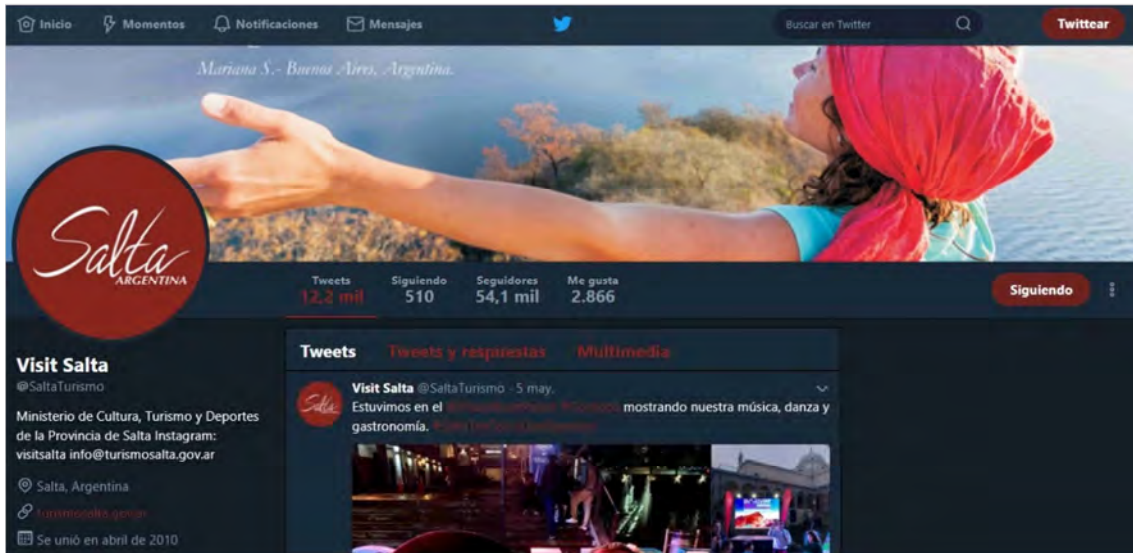 Inicio
Momentos
Notificaciones
Mensajes
Buscar en Twitter
Twittear
Mariana S.- Buenos Aires, Argentina.
Salta
ARGENTINA
Tweets
12,2 mil
Siguiendo
510
Seguidores
54,1 mil
Me gusta
2.866
Siguiendo
Visit Salta
@SaltaTurismo
Ministerio de Cultura, Turismo y Deportes
de la Provincia de Salta Instagram:
visitsalta info@turismosalta.gov.ar
Salta, Argentina
turismosalta.gov.ar
Se unió en abril de 2010
Tweets
Tweets y respuestas
Multimedia
Salta
Visit Salta @SaltaTurismo - 5 may.
Estuvimos en el mostrando nuestra música, danza y
gastronomía.